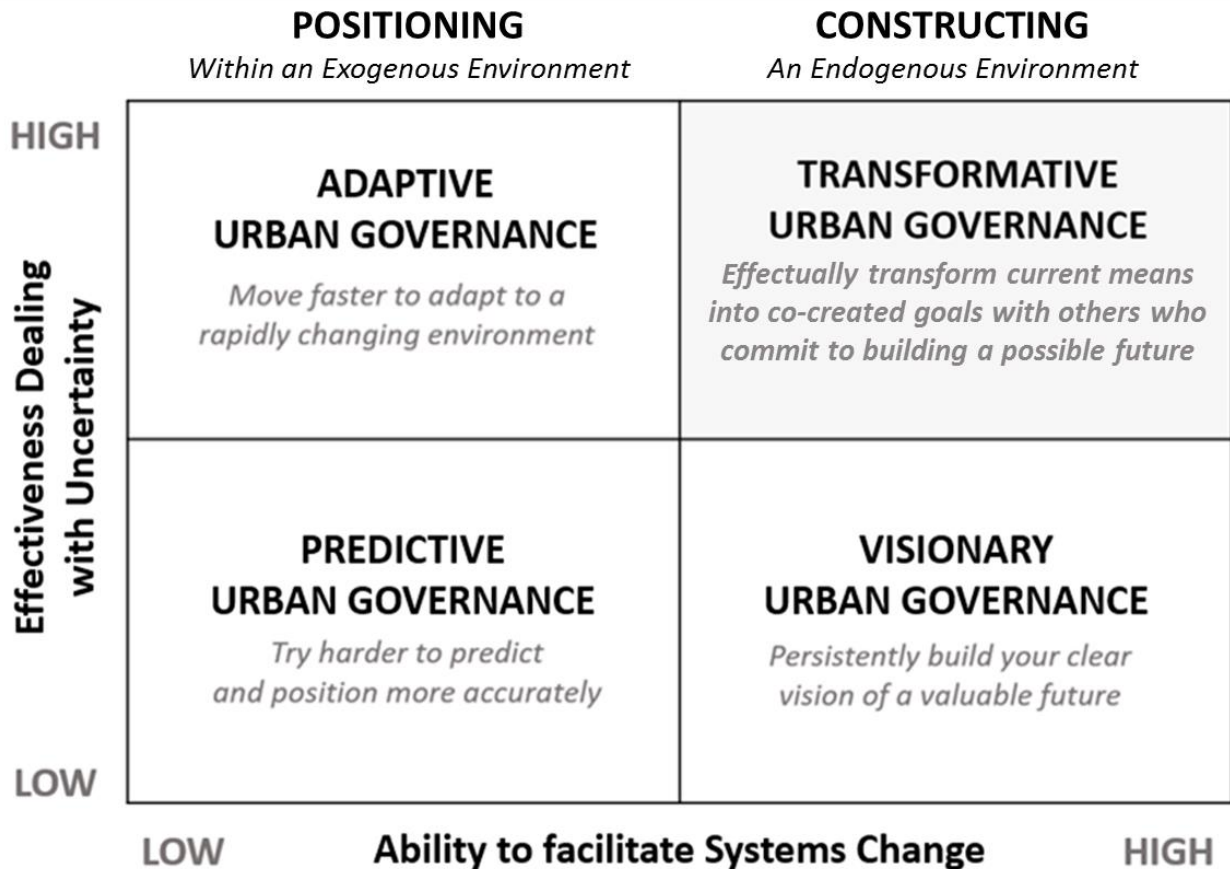 POSITIONING
Within an Exogenous Environment
CONSTRUCTING
An Endogenous Environment
HIGH
Effectiveness Dealing
with Uncertainty
LOW
ADAPTIVE
URBAN GOVERNANCE
Move faster to adapt to a
rapidly changing environment
TRANSFORMATIVE
URBAN GOVERNANCE
Effectually transform current means
into co-created goals with others who
commit to building a possible future
PREDICTIVE
URBAN GOVERNANCE
Try harder to predict
and position more accurately
VISIONARY
URBAN GOVERNANCE
Persistently build your clear
vision of a valuable future
LOW
Ability to facilitate Systems Change
HIGH